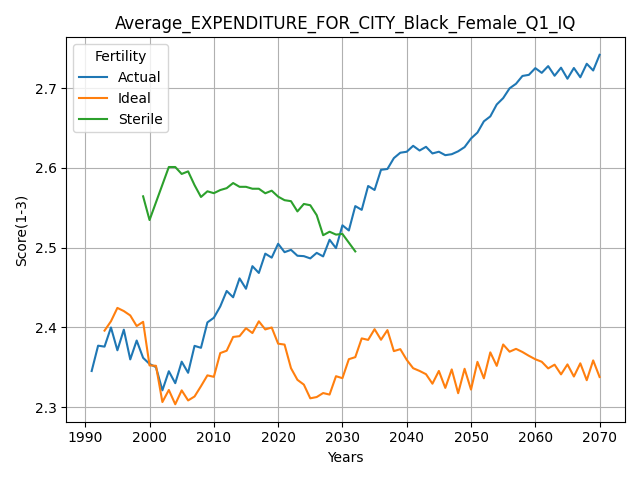 Average_EXPENDITURE_FOR_CITY_Black_Female_Q1_IQ
Fertility
Actual
Ideal
Sterile
Score(1-3)
2.7
2.6
2.5
2.4
2.3
1990 2000 2010 2020 2030 2040 2050 2060 2070
Years